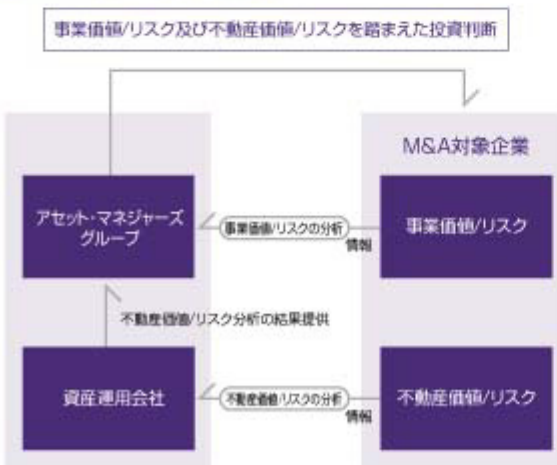 事業価値/リスク及び不動産価値/リスクを踏まえた投資判断
M&A対象企業
アセット・マネジャーズ
グループ
事業価値/リスクの分析
情報
事業価値/リスク
不動産価値/リスク分析の結果提供
資産運用会社
不動産価値/リスクの分析
情報
不動産価値/リスク